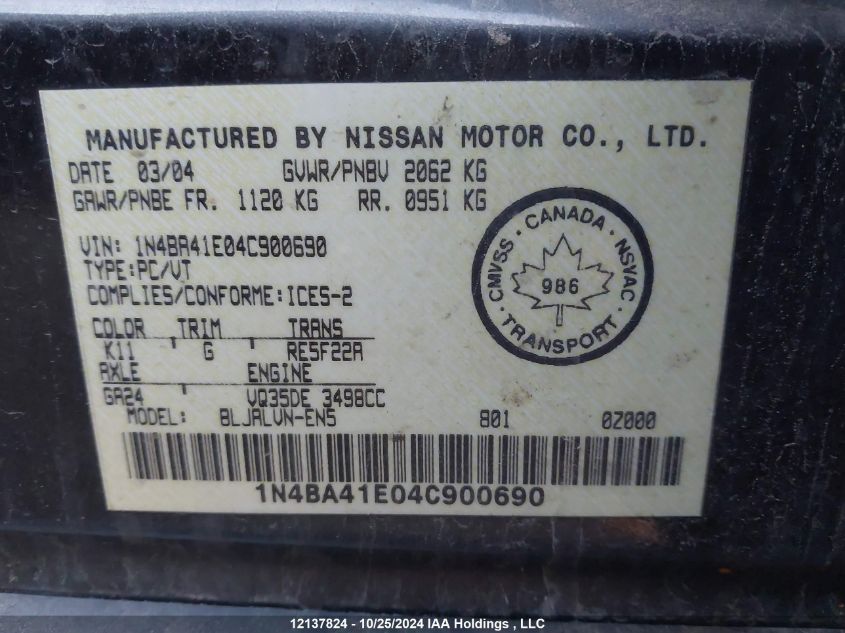 MANUFACTURED BY NISSAN MOTOR CO., LTD.
DATE 03/04 GVWR/PNBV 2062 KG
GAWR/PNBE FR. 1120 KG RR. 0951 KG
VIN: 1N4BA41E04C900690
TYPE:PC/VT
COMPLIES/CONFORME:ICES-2
CANADA
CMVSS NSVAC
986
TRANSPORT
COLOR TRIM TRANS
K11 G RE5F22A
AXLE ENGINE
GA24 VQ35DE 3498CC
MODEL: BLJALVN-EN5 801 0Z000
1N4BA41E04C900690
12137824 - 10/25/2024 IAA Holdings , LLC